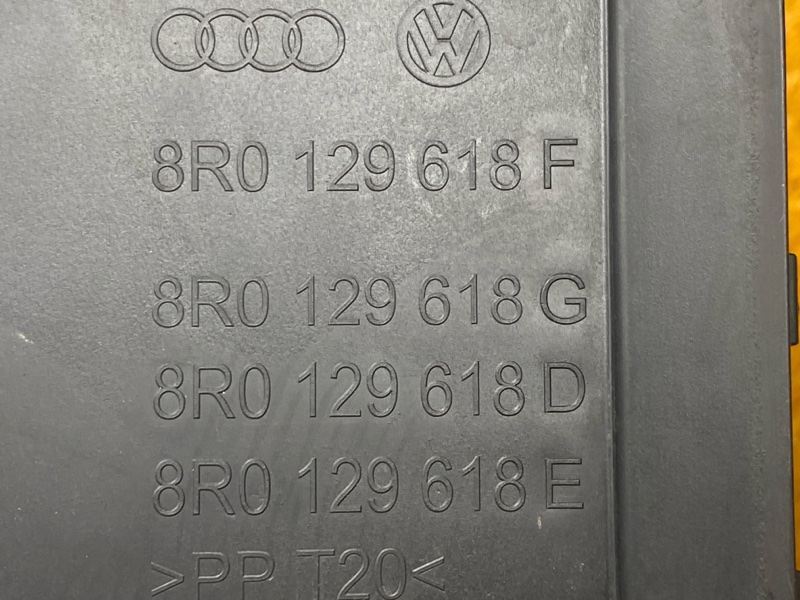 8R0 129 618 F
8R0 129 618 G
8R0 129 618 D
8R0 129 618 E
>PP T20<